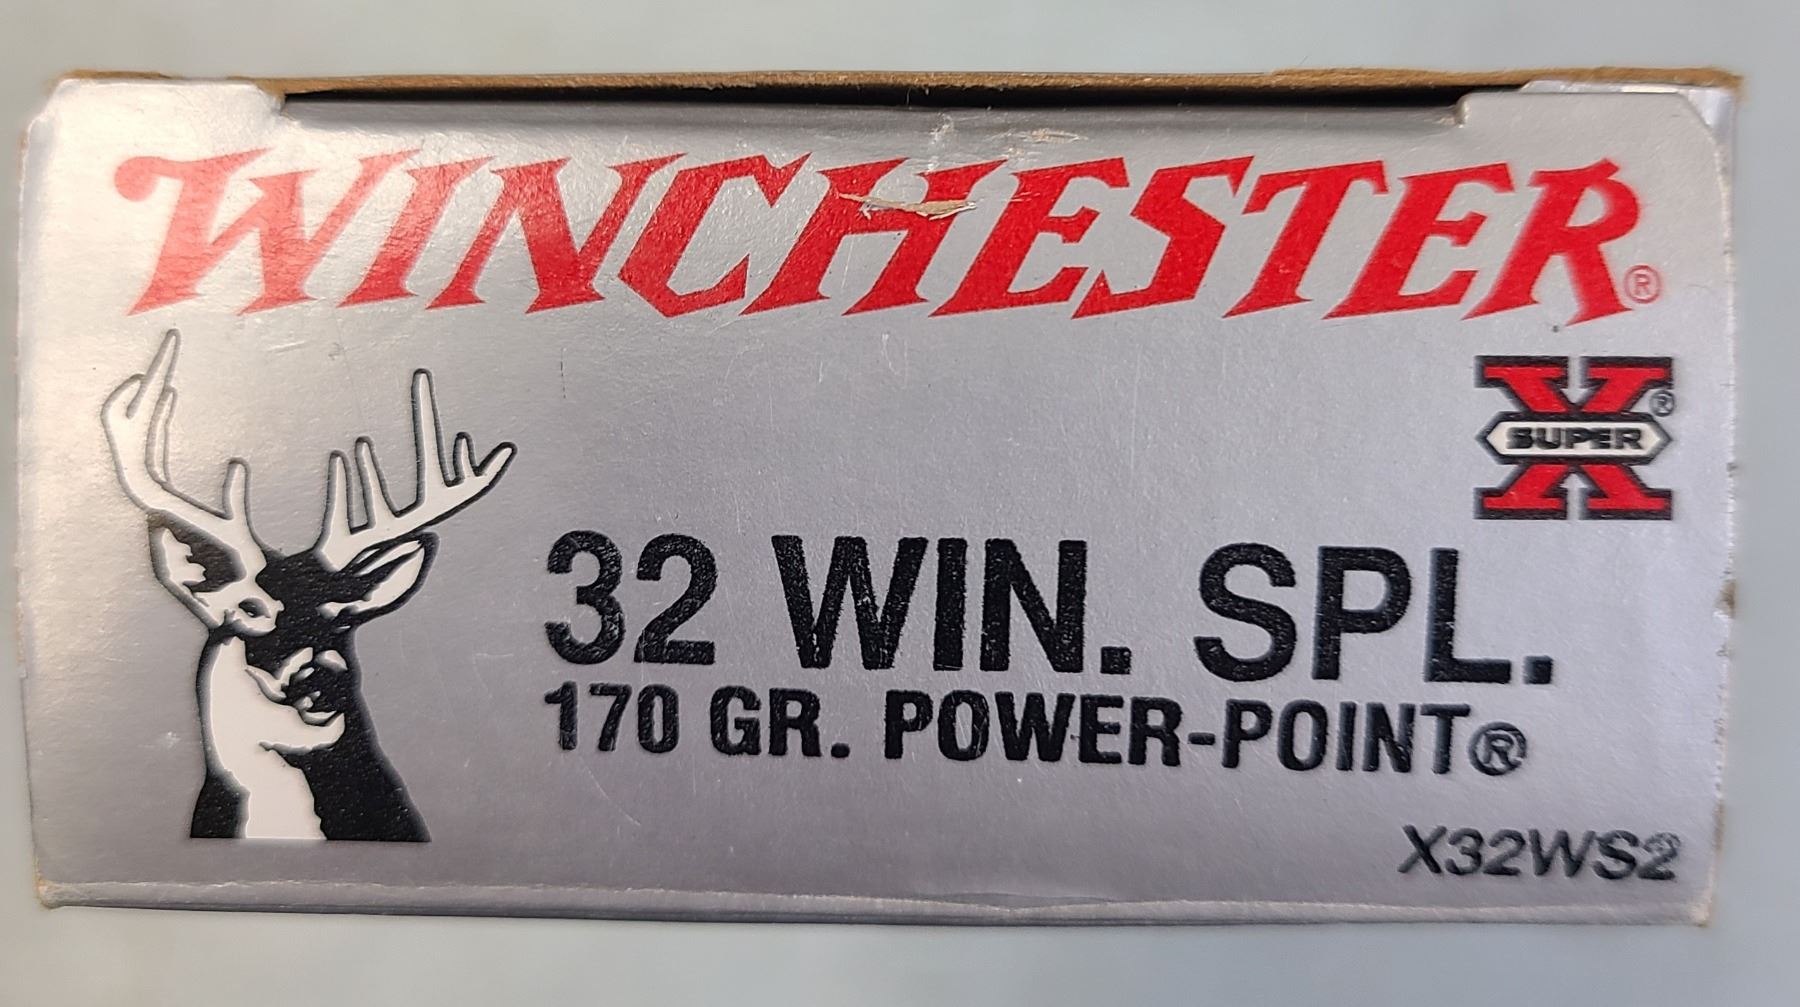 WINCHESTER®
X®
SUPER
32 WIN. SPL.
170 GR. POWER-POINT®
X32WS2